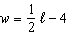 w = 1/2 ℓ − 4